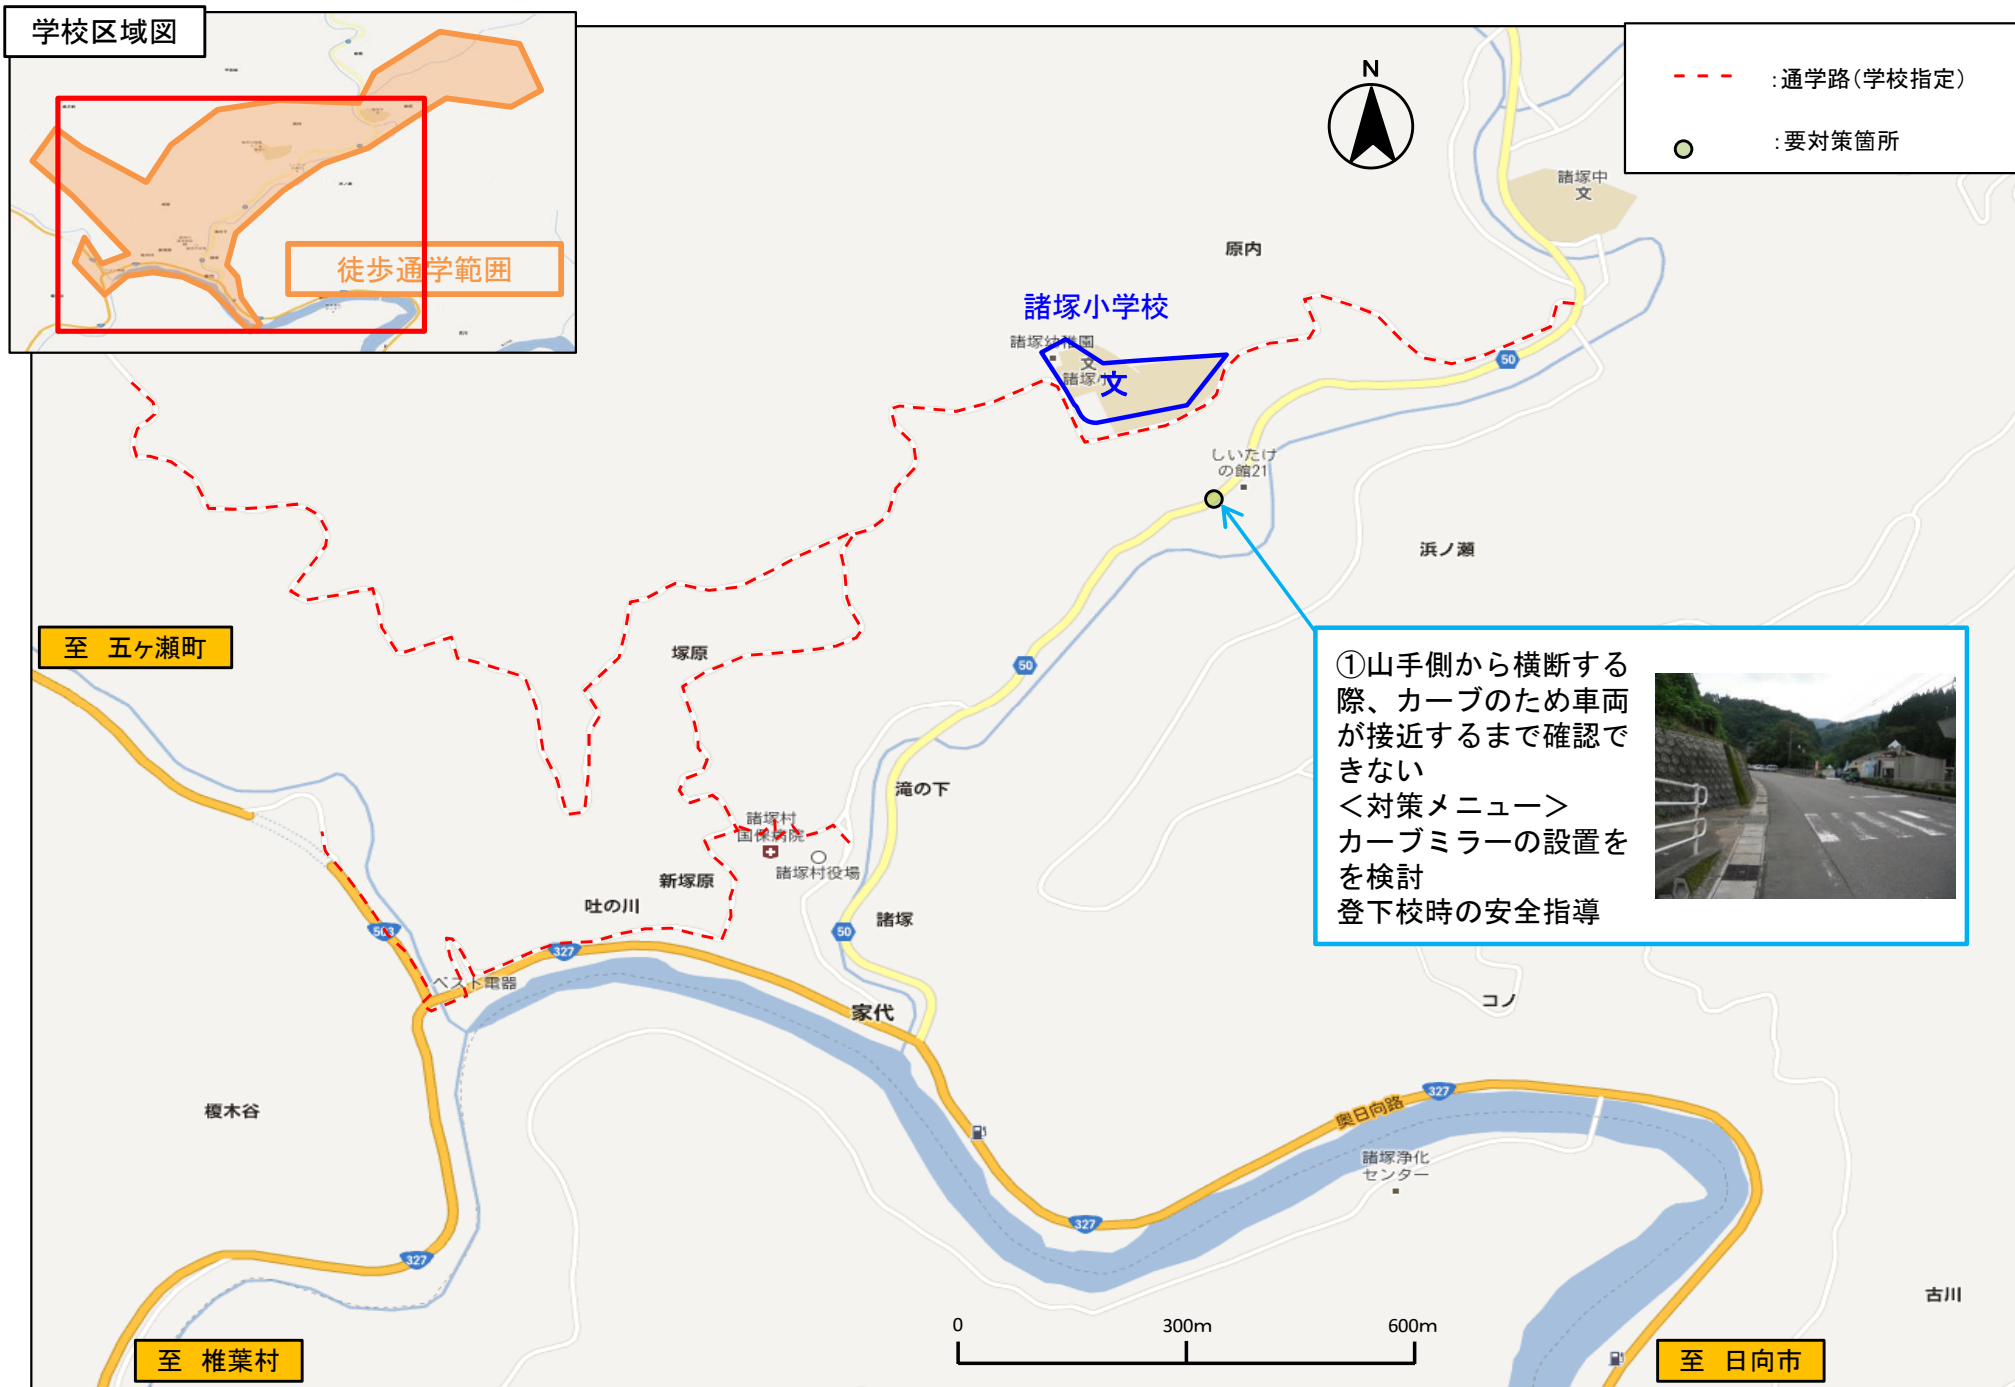 学校区域図
徒歩通学範囲
N
:通学路(学校指定)
:要対策箇所
諸塚中
文
原内
諸塚小学校
諸塚幼稚園
文
諸塚小
文
50
しいたけ
の館21
浜ノ瀬
至 五ヶ瀬町
塚原
50
①山手側から横断する
際、カーブのため車両
が接近するまで確認で
きない
<対策メニュー>
カーブミラーの設置を
を検討
登下校時の安全指導
滝の下
諸塚村
国保病院
諸塚村役場
新塚原
吐の川
諸塚
50
503
327
ベスト電器
家代
コノ
榎木谷
327
奥日向路
諸塚浄化
センター
327
327
古川
0
300m
600m
至 椎葉村
至 日向市